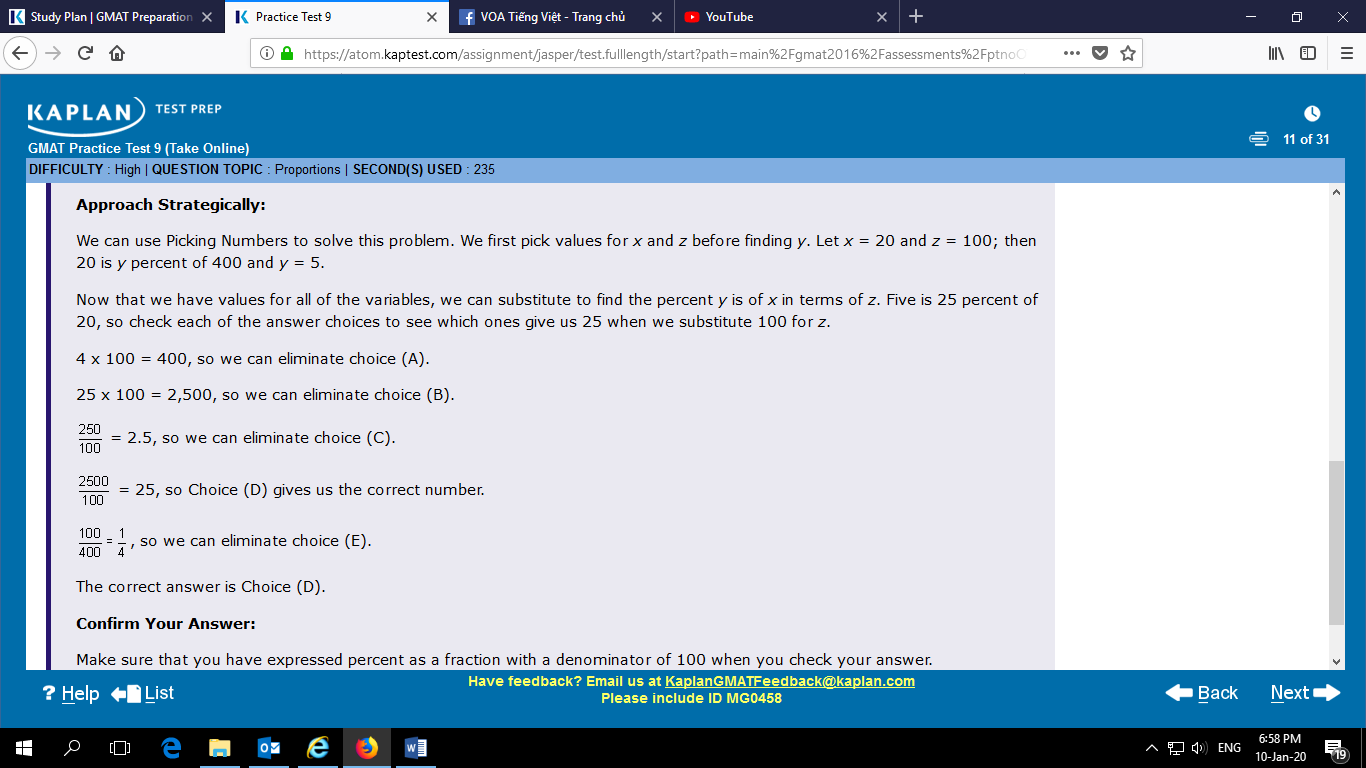 Study Plan | GMAT Preparation
Practice Test 9
VOA Tiếng Việt - Trang chủ
YouTube
https://atom.kaptest.com/assignment/jasper/test.fulllength/start?path=main%2Fgmat2016%2Fassessments%2Fptno
KAPLAN TEST PREP
GMAT Practice Test 9 (Take Online)
11 of 31
DIFFICULTY : High | QUESTION TOPIC : Proportions | SECOND(S) USED : 235
Approach Strategically:
We can use Picking Numbers to solve this problem. We first pick values for x and z before finding y. Let x = 20 and z = 100; then
20 is y percent of 400 and y = 5.
Now that we have values for all of the variables, we can substitute to find the percent y is of x in terms of z. Five is 25 percent of
20, so check each of the answer choices to see which ones give us 25 when we substitute 100 for z.
4 x 100 = 400, so we can eliminate choice (A).
25 x 100 = 2,500, so we can eliminate choice (B).
250/100 = 2.5, so we can eliminate choice (C).
2500/100 = 25, so Choice (D) gives us the correct number.
100/400 = 1/4 , so we can eliminate choice (E).
The correct answer is Choice (D).
Confirm Your Answer:
Make sure that you have expressed percent as a fraction with a denominator of 100 when you check your answer.
? Help List
Have feedback? Email us at KaplanGMATFeedback@kaplan.com
Please include ID MG0458
Back Next
ENG
6:58 PM
10-Jan-20
19